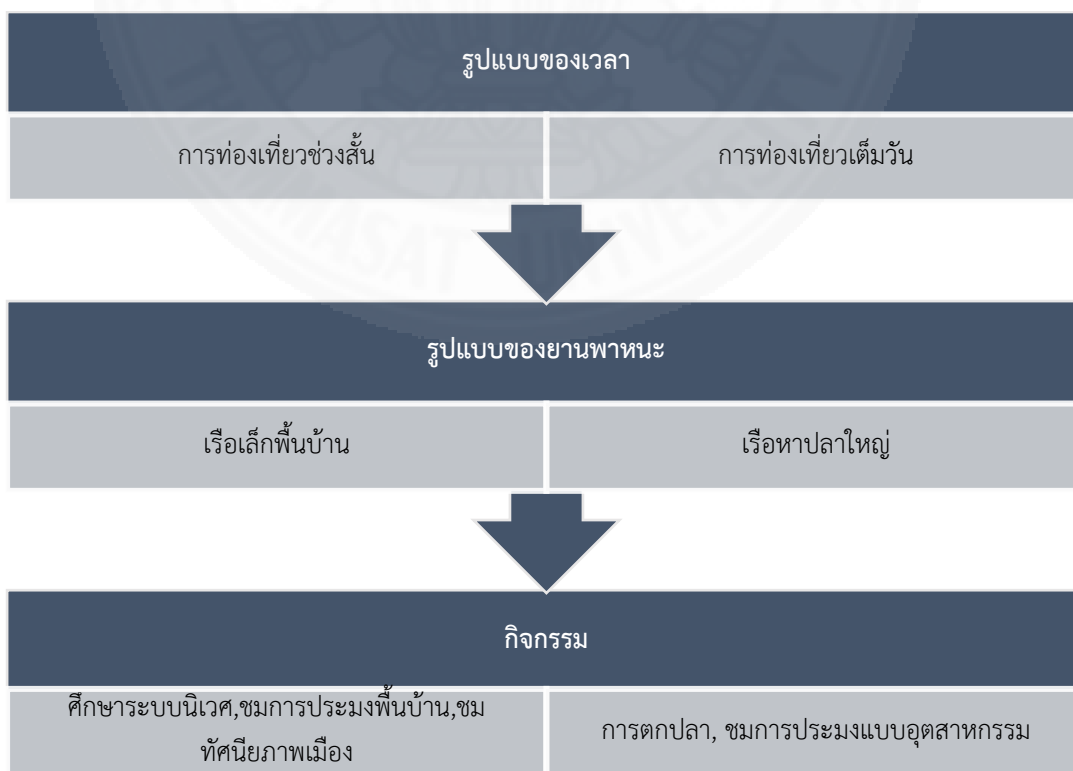 รูปแบบของเวลา
การท่องเที่ยวช่วงสั้น
การท่องเที่ยวเต็มวัน
รูปแบบของยานพาหนะ
เรือเล็กพื้นบ้าน
เรือหาปลาใหญ่
กิจกรรม
ศึกษาระบบนิเวศ,ชมการประมงพื้นบ้าน,ชม
ทัศนียภาพเมือง
การตกปลา, ชมการประมงแบบอุตสาหกรรม
THAMMASAT UNIVERSITY